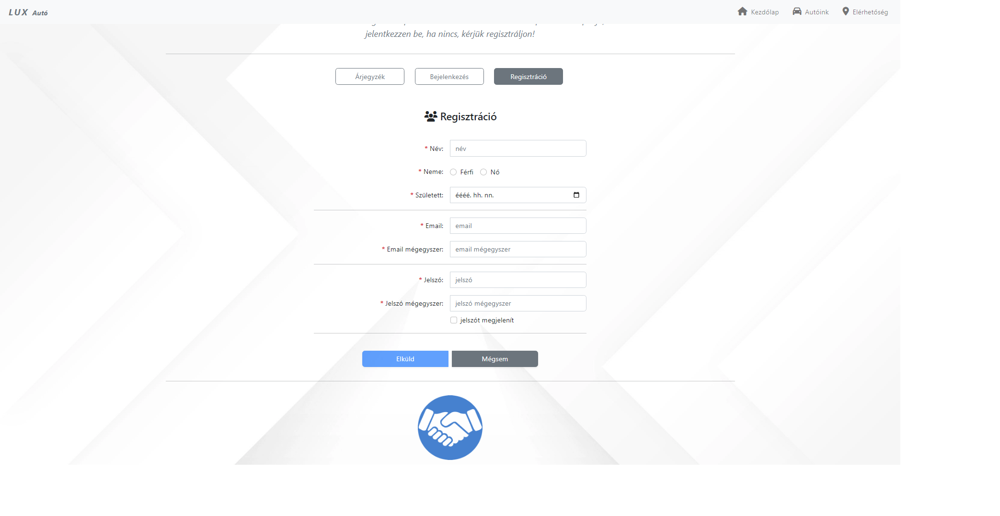 LUX Autó
Kezdőlap
Autóink
Elérhetőség
jelentkezzen be, ha nincs, kérjük regisztráljon!
Árjegyzék
Bejelenkezés
Regisztráció
Regisztráció
* Név:
név
* Neme:
Férfi
Nő
* Született:
éééé. hh. nn.
* Email:
email
* Email mégegyszer:
email mégegyszer
* Jelszó:
jelszó
* Jelszó mégegyszer:
jelszó mégegyszer
jelszót megjelenít
Elküld
Mégsem